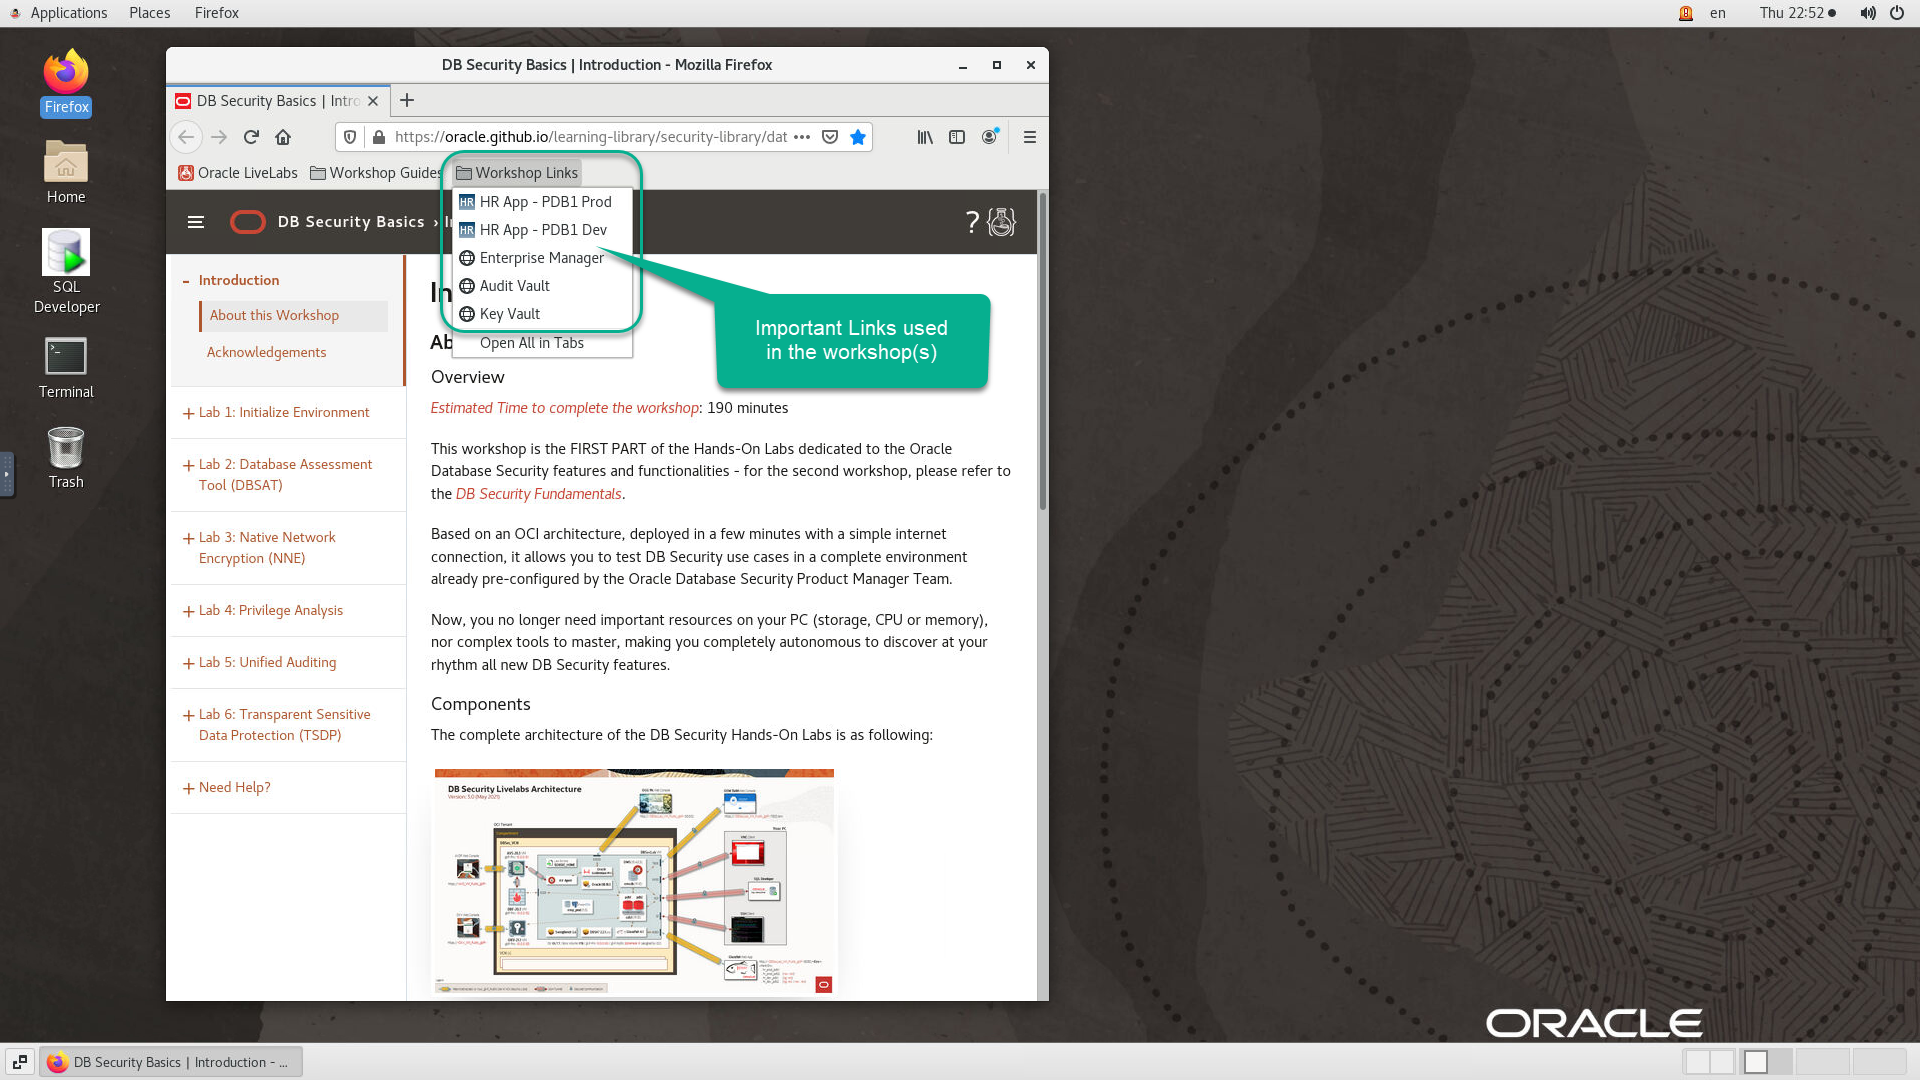 Applications Places Firefox
en Thu 22:52
Firefox
Home
SQL
Developer
Terminal
Trash
DB Security Basics | Introduction - Mozilla Firefox
DB Security Basics | Intro
https://oracle.github.io/learning-library/security-library/dat
Oracle LiveLabs Workshop Guides Workshop Links
HR App - PDB1 Prod
HR App - PDB1 Dev
Enterprise Manager
Audit Vault
Key Vault
Open All in Tabs
Important Links used
in the workshop(s)
DB Security Basics › I
Introduction
About this Workshop
Acknowledgements
Lab 1: Initialize Environment
Lab 2: Database Assessment
Tool (DBSAT)
Lab 3: Native Network
Encryption (NNE)
Lab 4: Privilege Analysis
Lab 5: Unified Auditing
Lab 6: Transparent Sensitive
Data Protection (TSDP)
Need Help?
In
Ab
Overview
Estimated Time to complete the workshop: 190 minutes
This workshop is the FIRST PART of the Hands-On Labs dedicated to the Oracle
Database Security features and functionalities - for the second workshop, please refer to
the DB Security Fundamentals.
Based on an OCI architecture, deployed in a few minutes with a simple internet
connection, it allows you to test DB Security use cases in a complete environment
already pre-configured by the Oracle Database Security Product Manager Team.
Now, you no longer need important resources on your PC (storage, CPU or memory),
nor complex tools to master, making you completely autonomous to discover at your
rhythm all new DB Security features.
Components
The complete architecture of the DB Security Hands-On Labs is as following:
DB Security Livelabs Architecture
Version: 3.0 (May 2021)
ORACLE
DB Security Basics | Introduction - ...